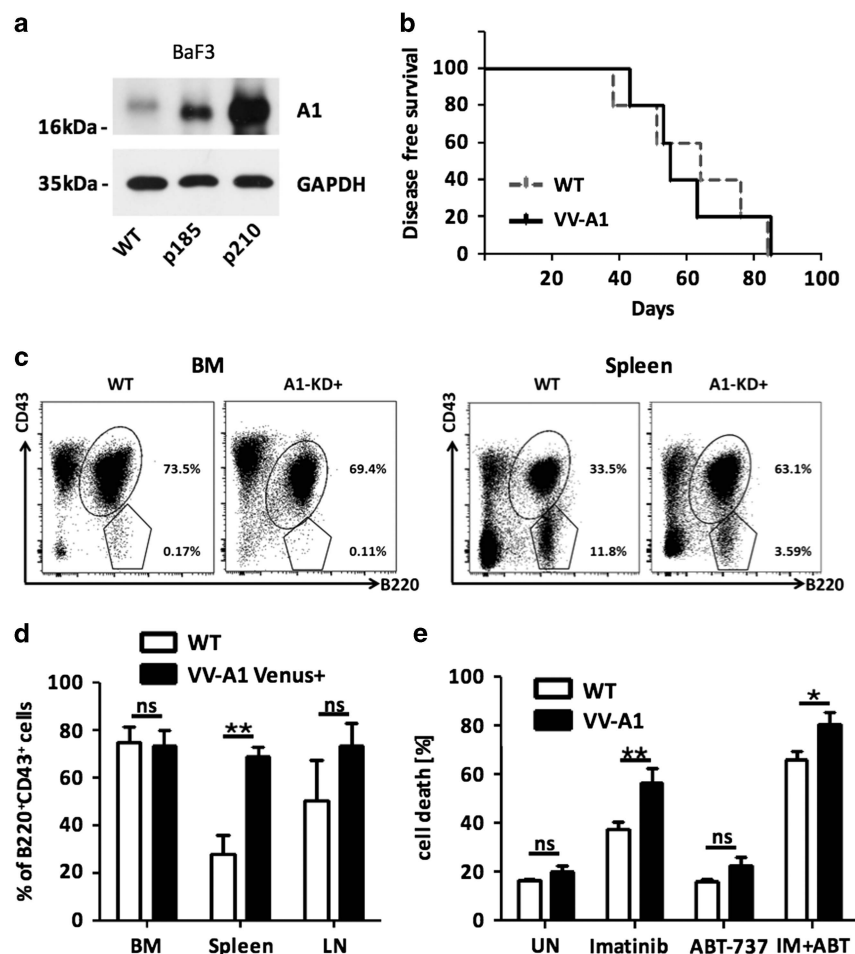 a
BaF3
A1
16kDa -
35kDa -
GAPDH
WT p185 p210
b
Disease free survival
100
80
60
40
20
0
WT
VV-A1
20 40 60 80 100
Days
c
BM
WT A1-KD+
CD43
73.5%
0.17%
69.4%
0.11%
B220
Spleen
WT A1-KD+
CD43
33.5%
11.8%
63.1%
3.59%
B220
d
WT
VV-A1 Venus+
% of B220+CD43+ cells
100
80
60
40
20
0
ns
**
ns
BM Spleen LN
e
WT
VV-A1
cell death [%]
100
80
60
40
20
0
ns
**
ns
*
UN Imatinib ABT-737 IM+ABT